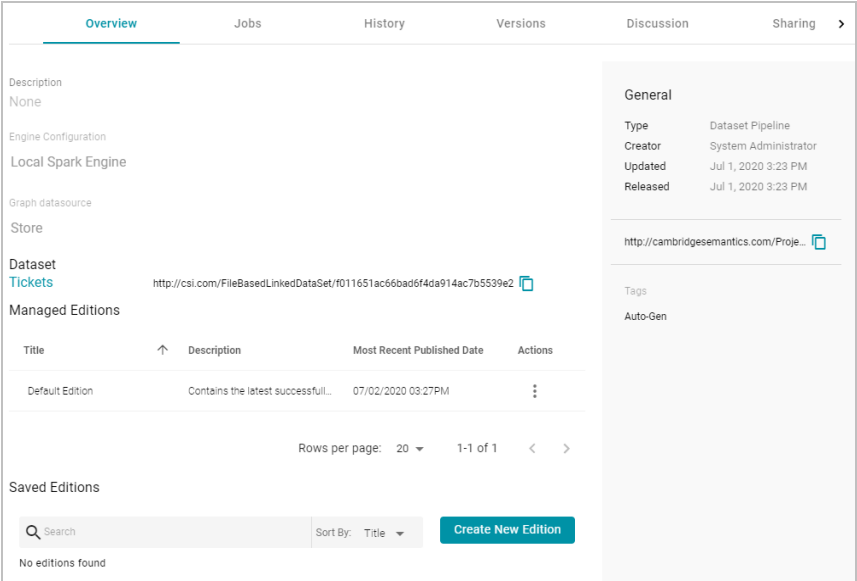 Overview Jobs History Versions Discussion Sharing
Description
None
Engine Configuration
Local Spark Engine
Graph datasource
Store
Dataset
Tickets http://csi.com/FileBasedLinkedDataSet/f011651ac66bad6f4da914ac7b5539e2
Managed Editions
Title Description Most Recent Published Date Actions
Default Edition Contains the latest successfull... 07/02/2020 03:27PM
Rows per page: 20 1-1 of 1
Saved Editions
Search Sort By: Title Create New Edition
No editions found
General
Type Dataset Pipeline
Creator System Administrator
Updated Jul 1, 2020 3:23 PM
Released Jul 1, 2020 3:23 PM
http://cambridgesemantics.com/Proje...
Tags
Auto-Gen